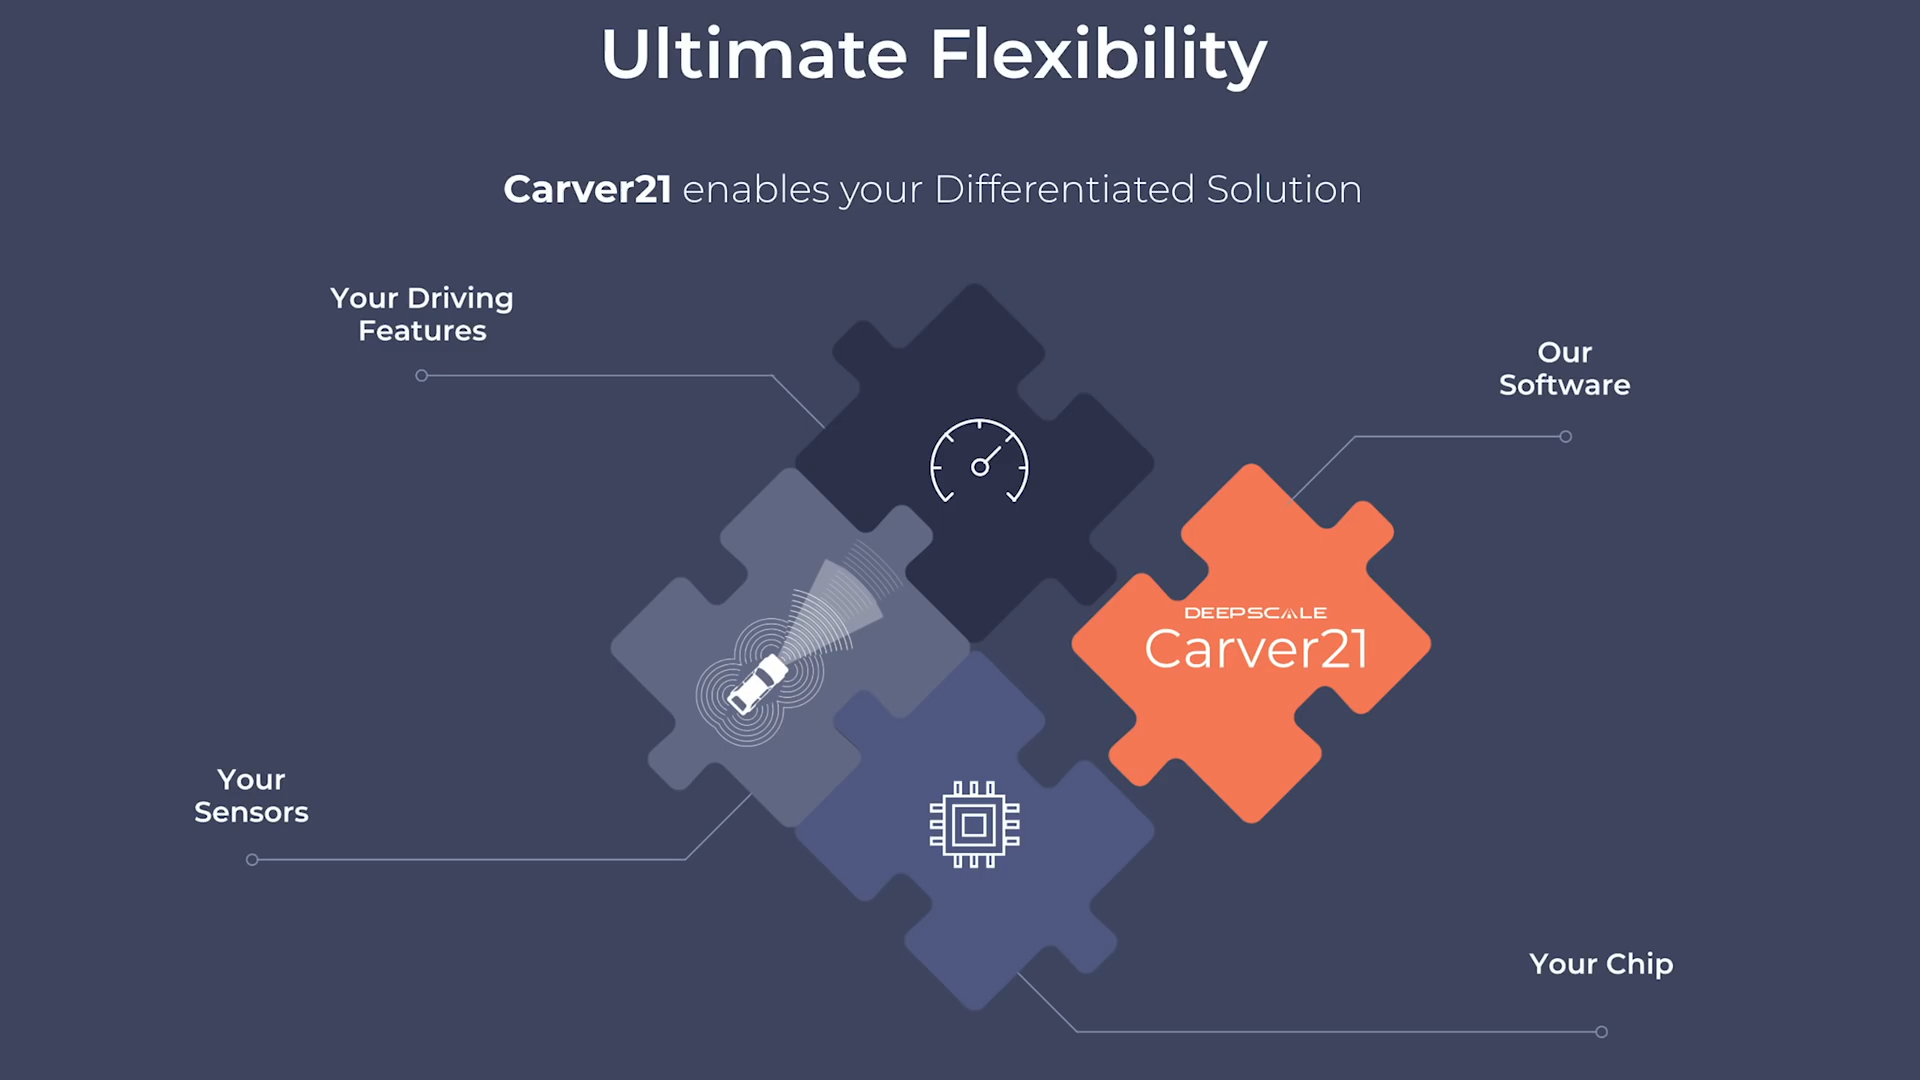 Ultimate Flexibility
Carver21 enables your Differentiated Solution
Your Driving
Features
Our
Software
DEEPSCALE
Carver21
Your
Sensors
Your Chip